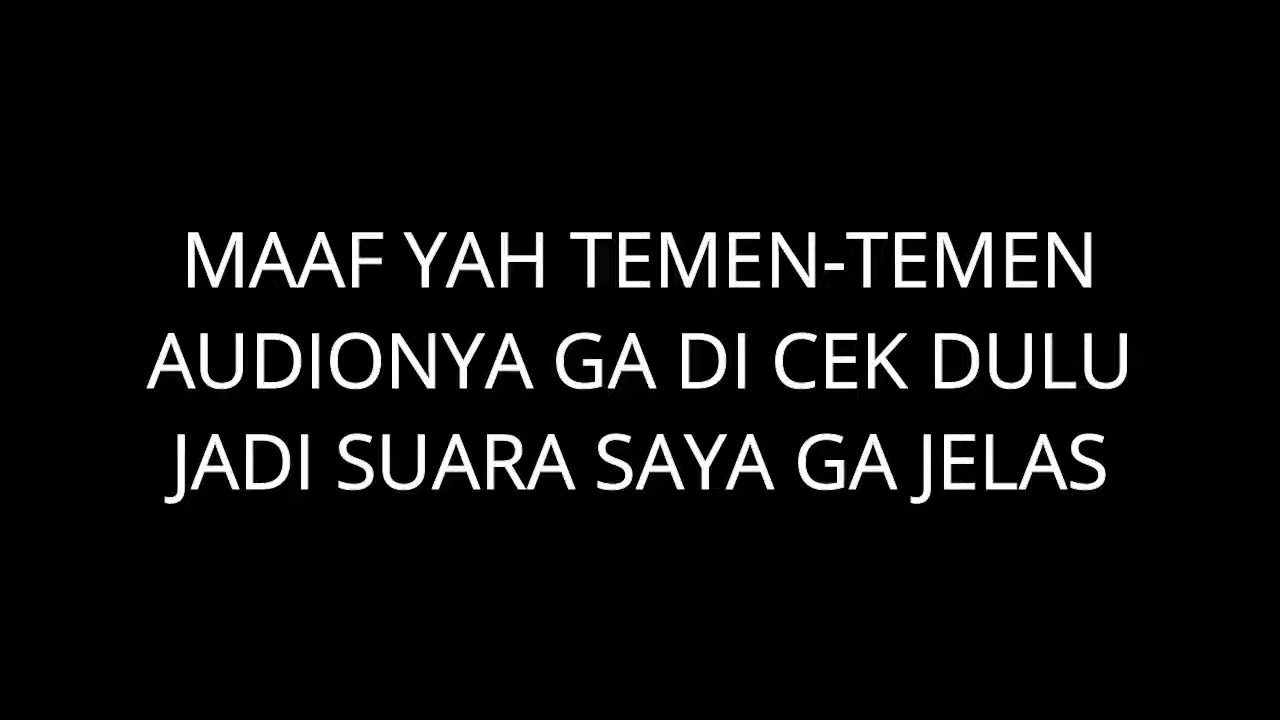 MAAF YAH TEMEN-TEMEN
AUDIONYA GA DI CEK DULU
JADI SUARA SAYA GA JELAS